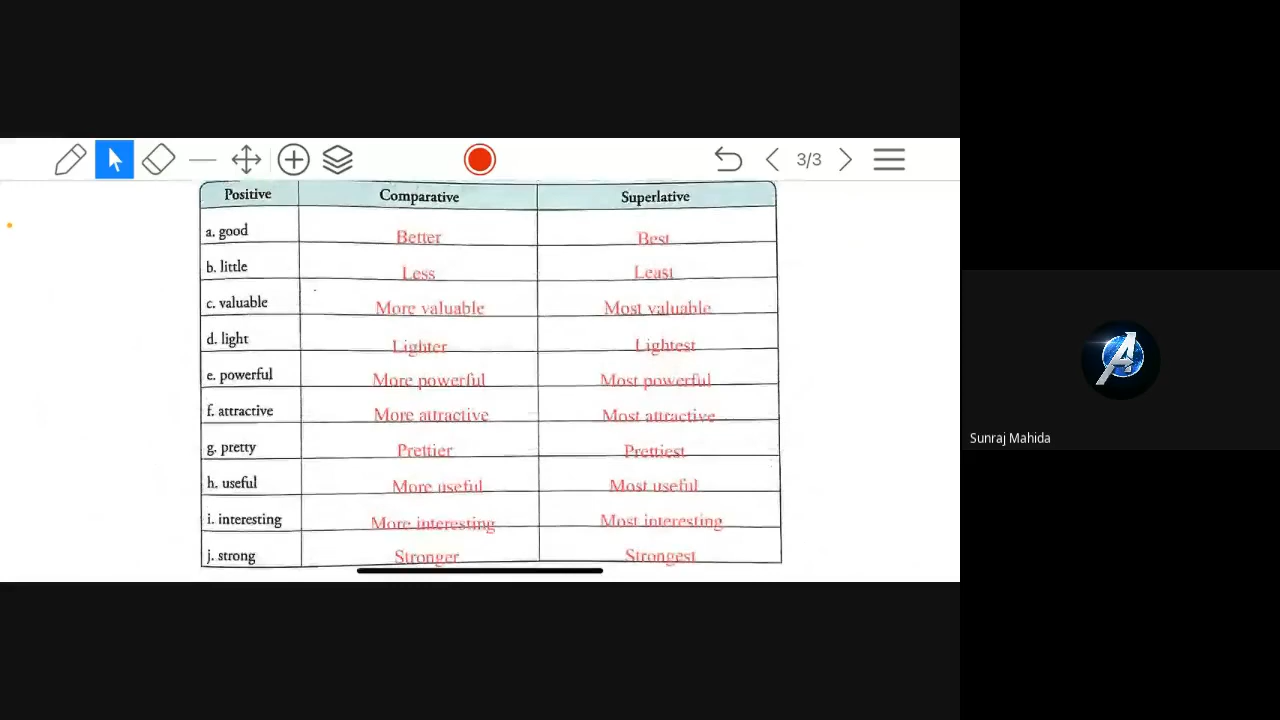 3/3
Positive Comparative Superlative
a. good Better Best
b. little Less Least
c. valuable More valuable Most valuable
d. light Lighter Lightest
e. powerful More powerful Most powerful
f. attractive More attractive Most attractive
g. pretty Prettier Prettiest
h. useful More useful Most useful
i. interesting More interesting Most interesting
j. strong Stronger Strongest
Sunraj Mahida